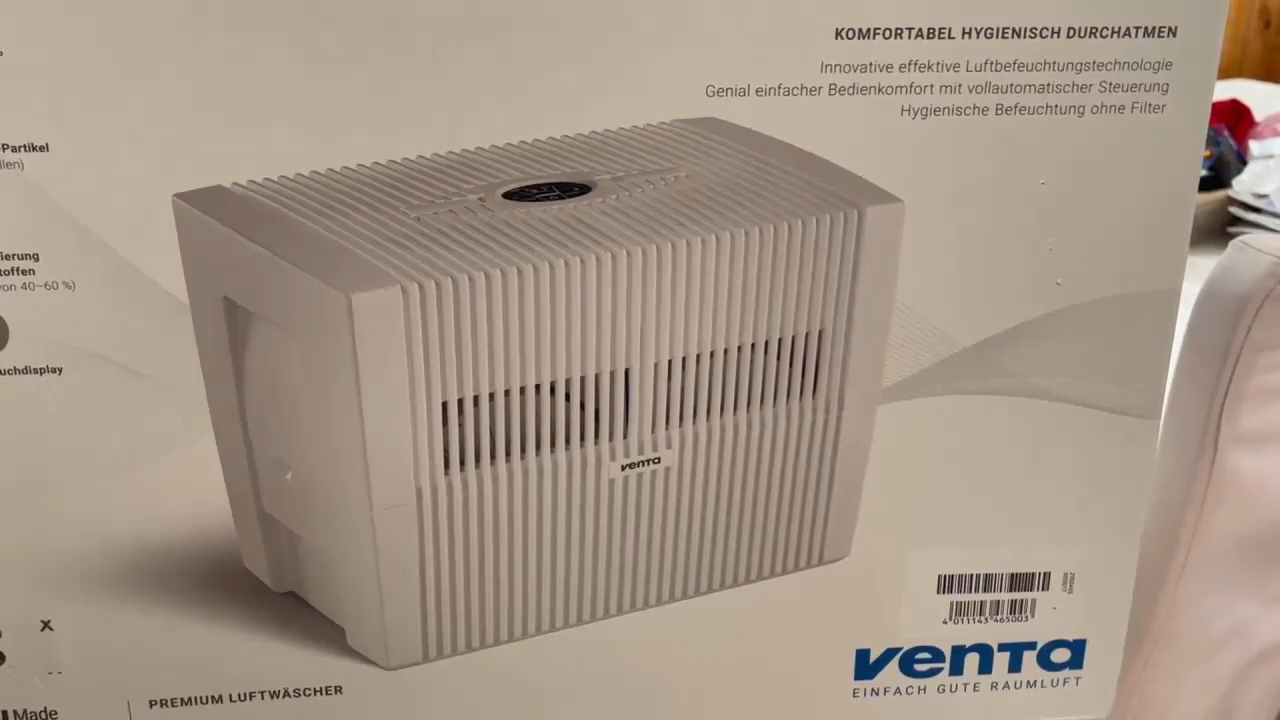 KOMFORTABEL HYGIENISCH DURCHATMEN
Innovative effektive Luftbefeuchtungstechnologie
Genial einfacher Bedienkomfort mit vollautomatischer Steuerung
Hygienische Befeuchtung ohne Filter
Partikel
llen)
ierung
toffen
von 40–60 %)
uchdisplay
venta
4 011143 465003
x
venta
EINFACH GUTE RAUMLUFT
PREMIUM LUFTWÄSCHER
Made